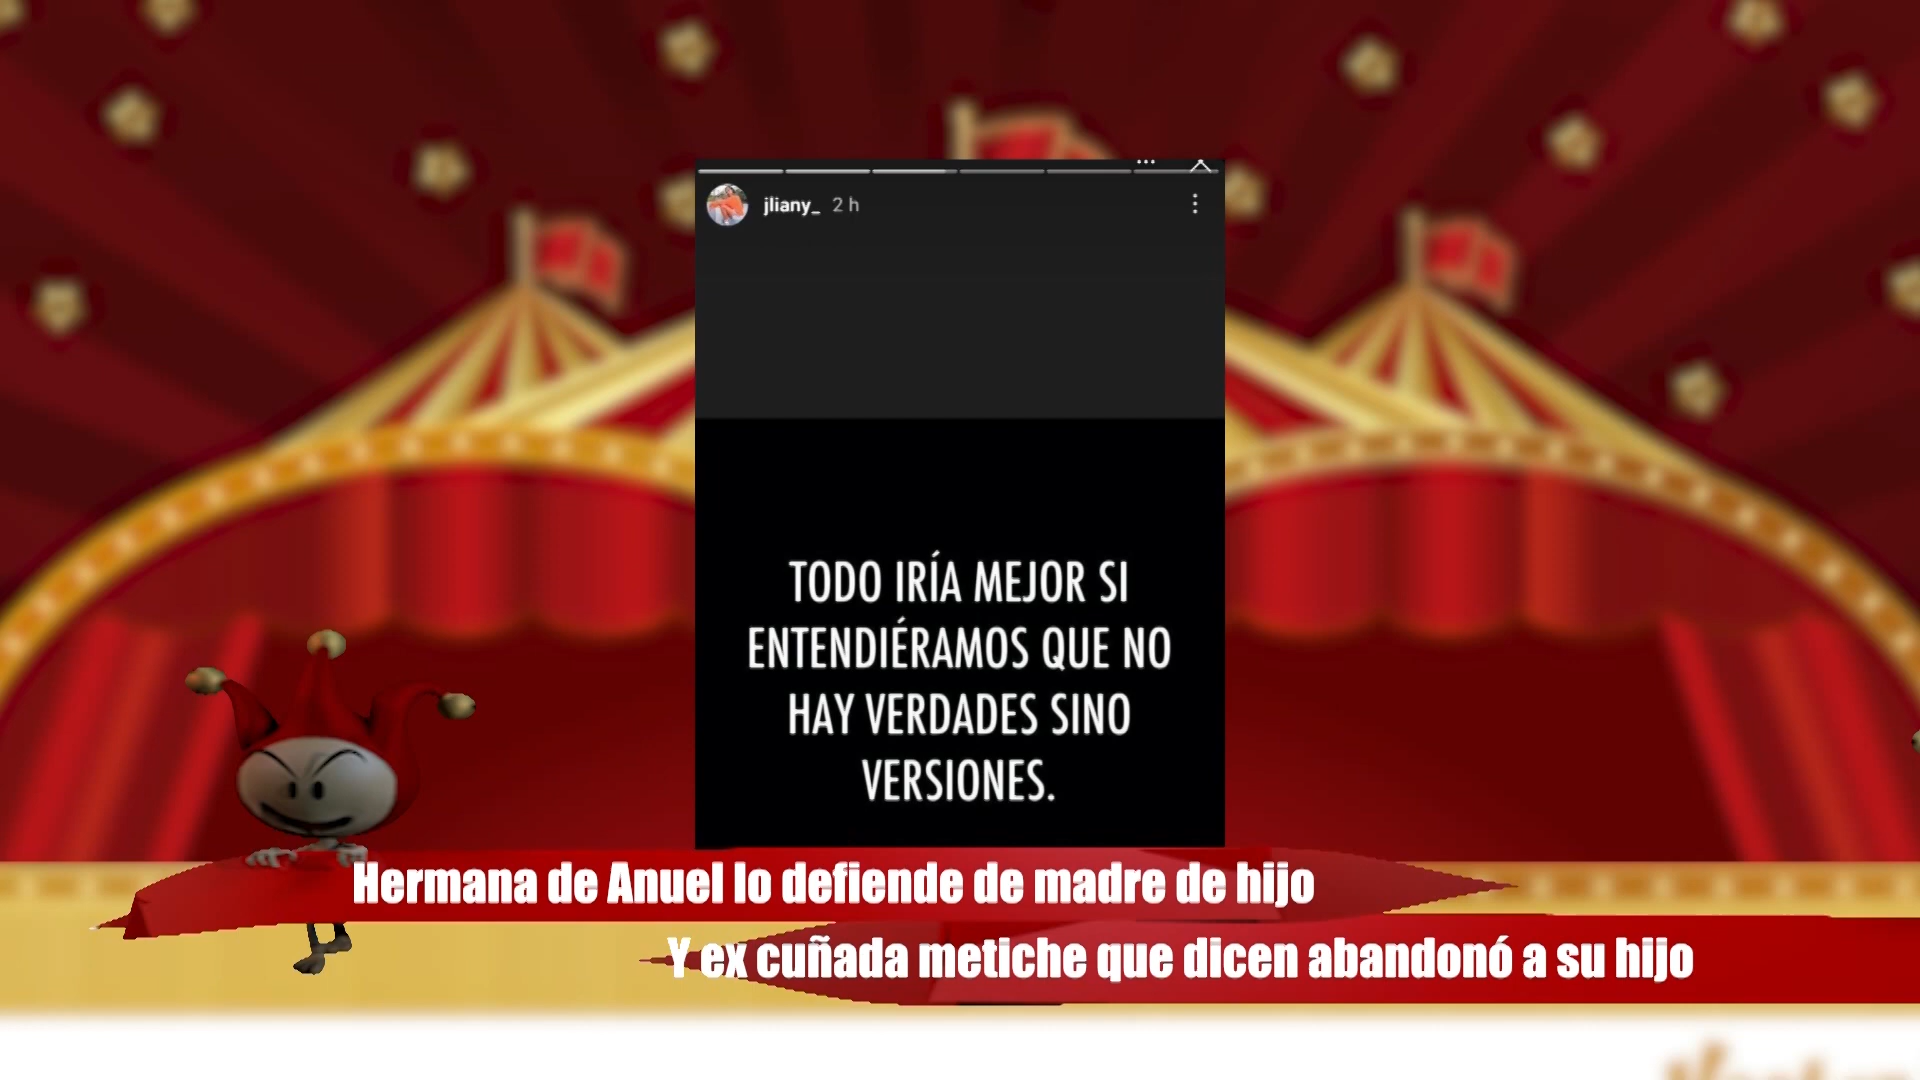 jliany_ 2 h
TODO IRÍA MEJOR SI
ENTENDIÉRAMOS QUE NO
HAY VERDADES SINO
VERSIONES.
Hermana de Anuel lo defiende de madre de hijo
Y ex cuñada metiche que dicen abandonó a su hijo